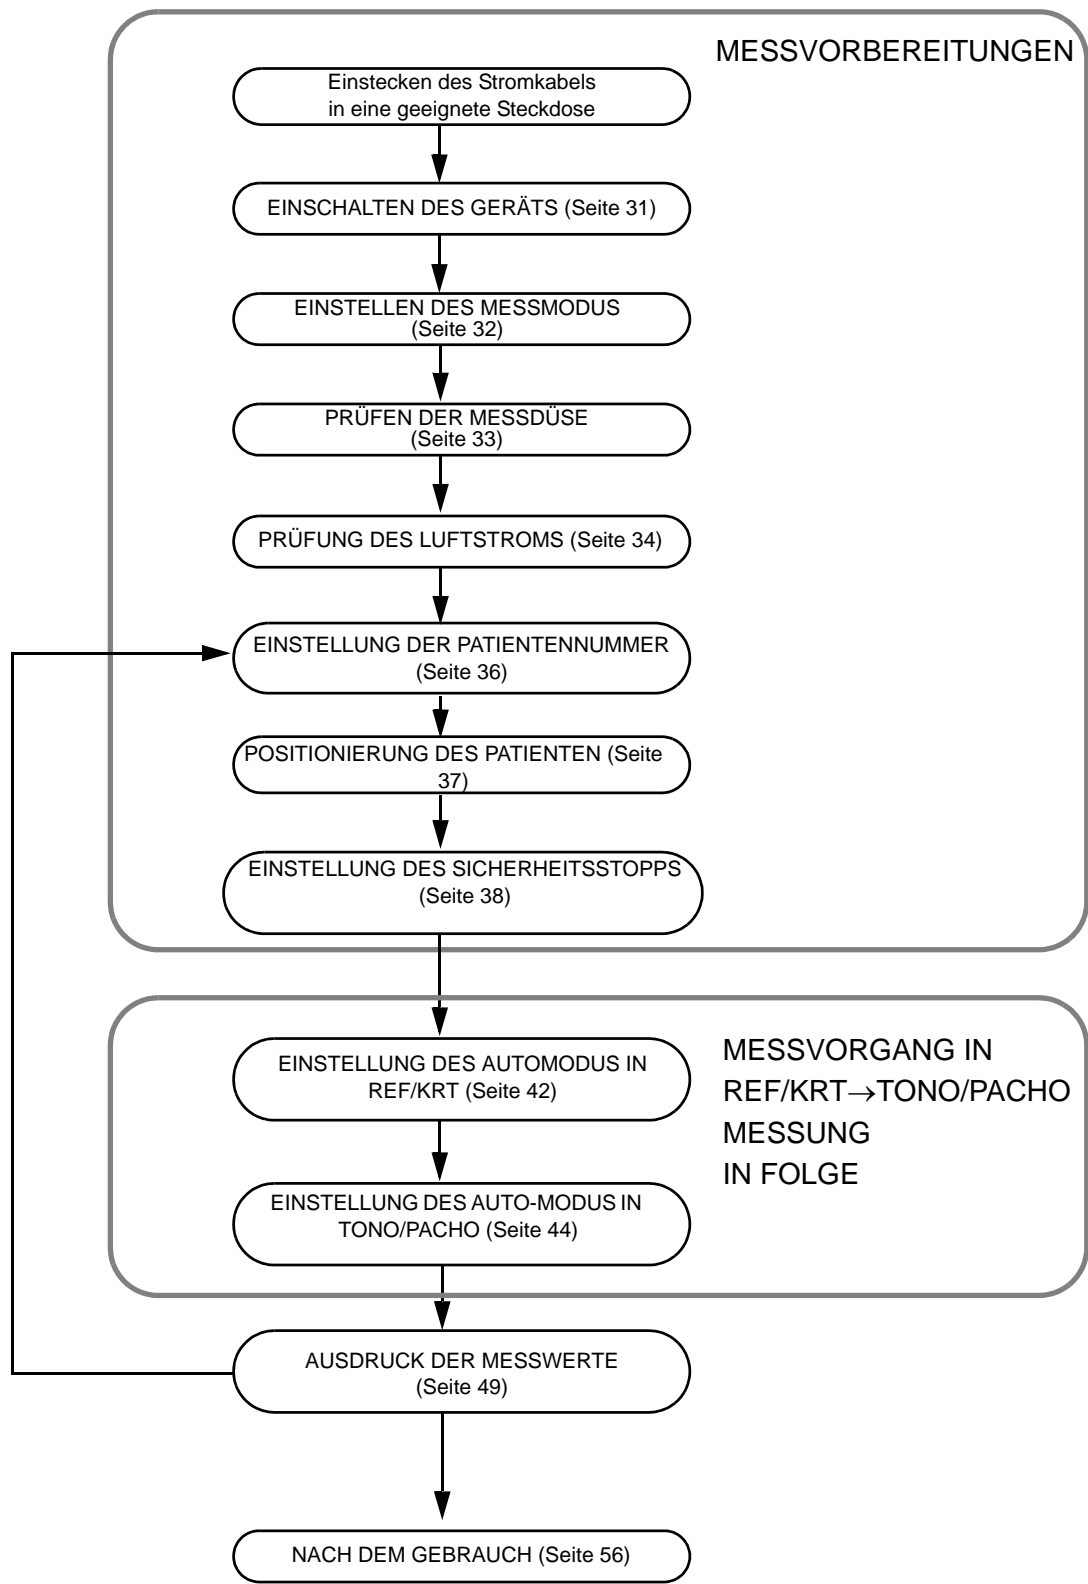 MESSVORBEREITUNGEN
Einstecken des Stromkabels
in eine geeignete Steckdose
EINSCHALTEN DES GERÄTS (Seite 31)
EINSTELLEN DES MESSMODUS
(Seite 32)
PRÜFEN DER MESSDÜSE
(Seite 33)
PRÜFUNG DES LUFTSTROMS (Seite 34)
EINSTELLUNG DER PATIENTENNUMMER
(Seite 36)
POSITIONIERUNG DES PATIENTEN (Seite
37)
EINSTELLUNG DES SICHERHEITSSTOPPS
(Seite 38)
EINSTELLUNG DES AUTOMODUS IN
REF/KRT (Seite 42)
MESSVORGANG IN
REF/KRT→TONO/PACHO
MESSUNG
IN FOLGE
EINSTELLUNG DES AUTO-MODUS IN
TONO/PACHO (Seite 44)
AUSDRUCK DER MESSWERTE
(Seite 49)
NACH DEM GEBRAUCH (Seite 56)